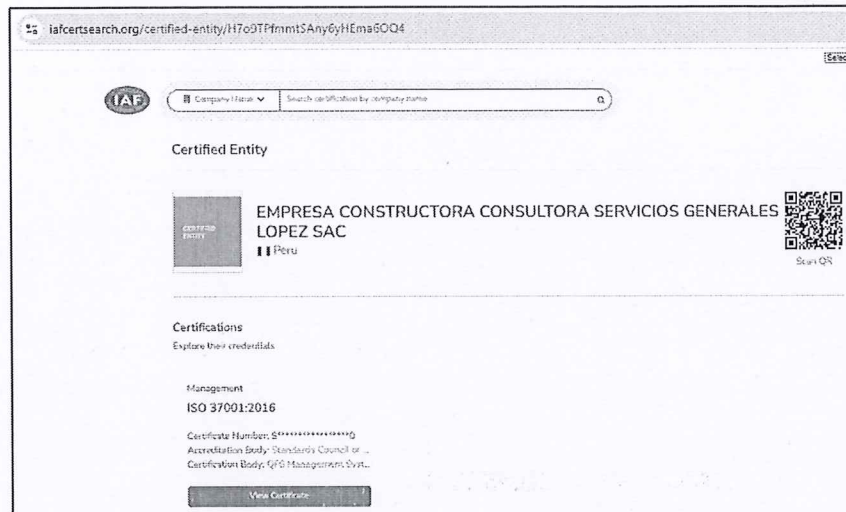 iafcertsearch.org/certified-entity/H7o9TPfmmtSAny6yHEma6OQ4
Selec
IAF
Company Name
Search certification by company name
Certified Entity
CERTIFIED
ENTITY
EMPRESA CONSTRUCTORA CONSULTORA SERVICIOS GENERALES
LOPEZ SAC
Peru
Scan QR
Certifications
Explore their credentials
Management
ISO 37001:2016
Certificate Number: S****************0
Accreditation Body: Standards Council of ...
Certification Body: QFS Management Syst...
View Certificate